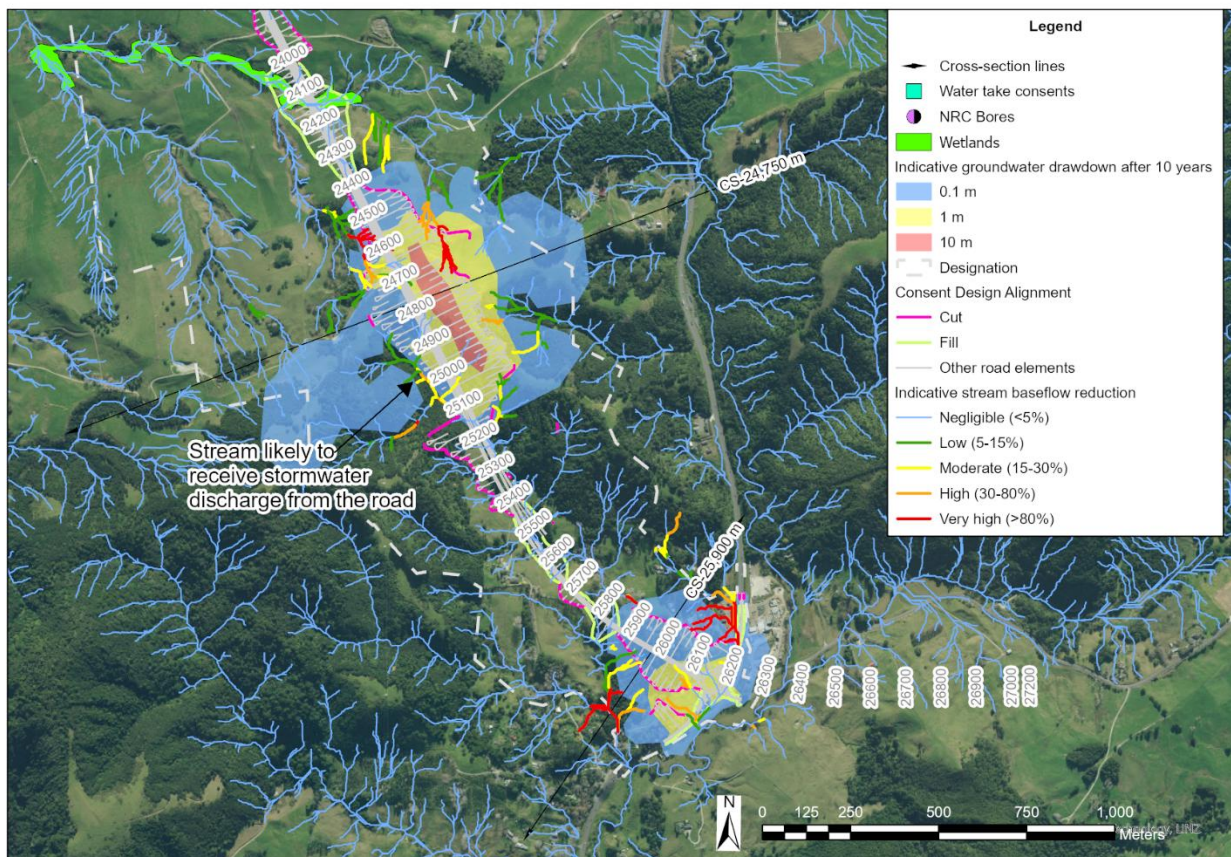 Legend
Cross-section lines
Water take consents
NRC Bores
Wetlands
Indicative groundwater drawdown after 10 years
0.1 m
1 m
10 m
Designation
Consent Design Alignment
Cut
Fill
Other road elements
Indicative stream baseflow reduction
Negligible (<5%)
Low (5-15%)
Moderate (15-30%)
High (30-80%)
Very high (>80%)
24000
24100
24200
24300
24400
24500
24600
24700
24800
24900
25000
25100
25200
25300
25400
25500
25600
25700
25800
25900
26000
26100
26200
26300
26400
26500
26600
26700
26800
26900
27000
27200
CS-24,750 m
CS-25,900 m
Stream likely to
receive stormwater
discharge from the road
N
0 125 250 500 750 1,000
Meters
LINZ